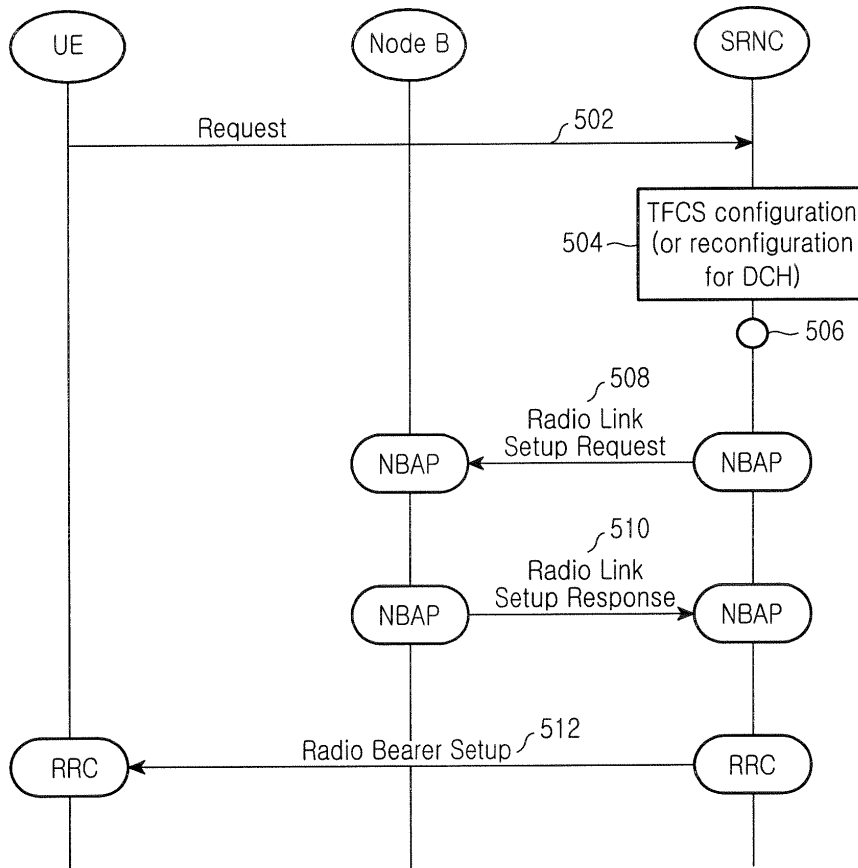 UE
Node B
SRNC
Request
502
504
TFCS configuration
(or reconfiguration
for DCH)
506
508
Radio Link
Setup Request
NBAP
NBAP
510
Radio Link
Setup Response
NBAP
NBAP
Radio Bearer Setup
512
RRC
RRC